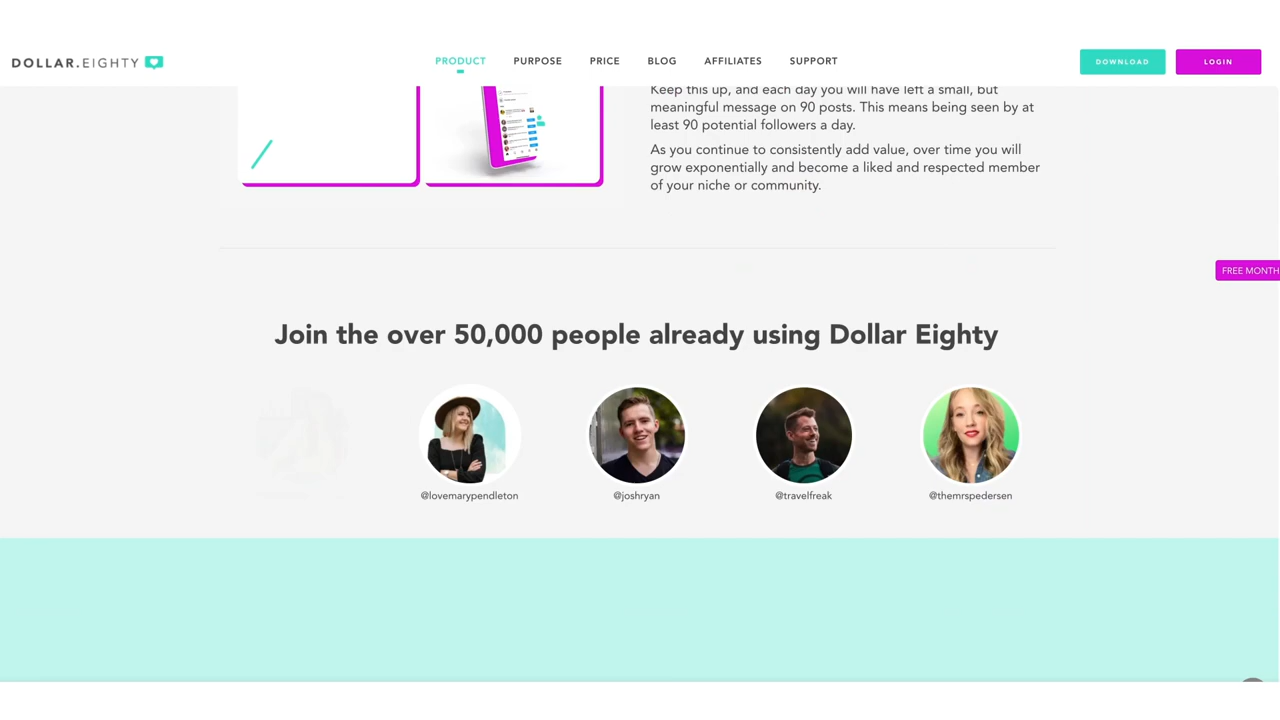 DOLLAR.EIGHTY
PRODUCT
PURPOSE
PRICE
BLOG
AFFILIATES
SUPPORT
DOWNLOAD
LOGIN
Keep this up, and each day you will have left a small, but
meaningful message on 90 posts. This means being seen by at
least 90 potential followers a day.
As you continue to consistently add value, over time you will
grow exponentially and become a liked and respected member
of your niche or community.
FREE MONTH
Join the over 50,000 people already using Dollar Eighty
@lovemarypendleton
@joshryan
@travelfreak
@themrspedersen